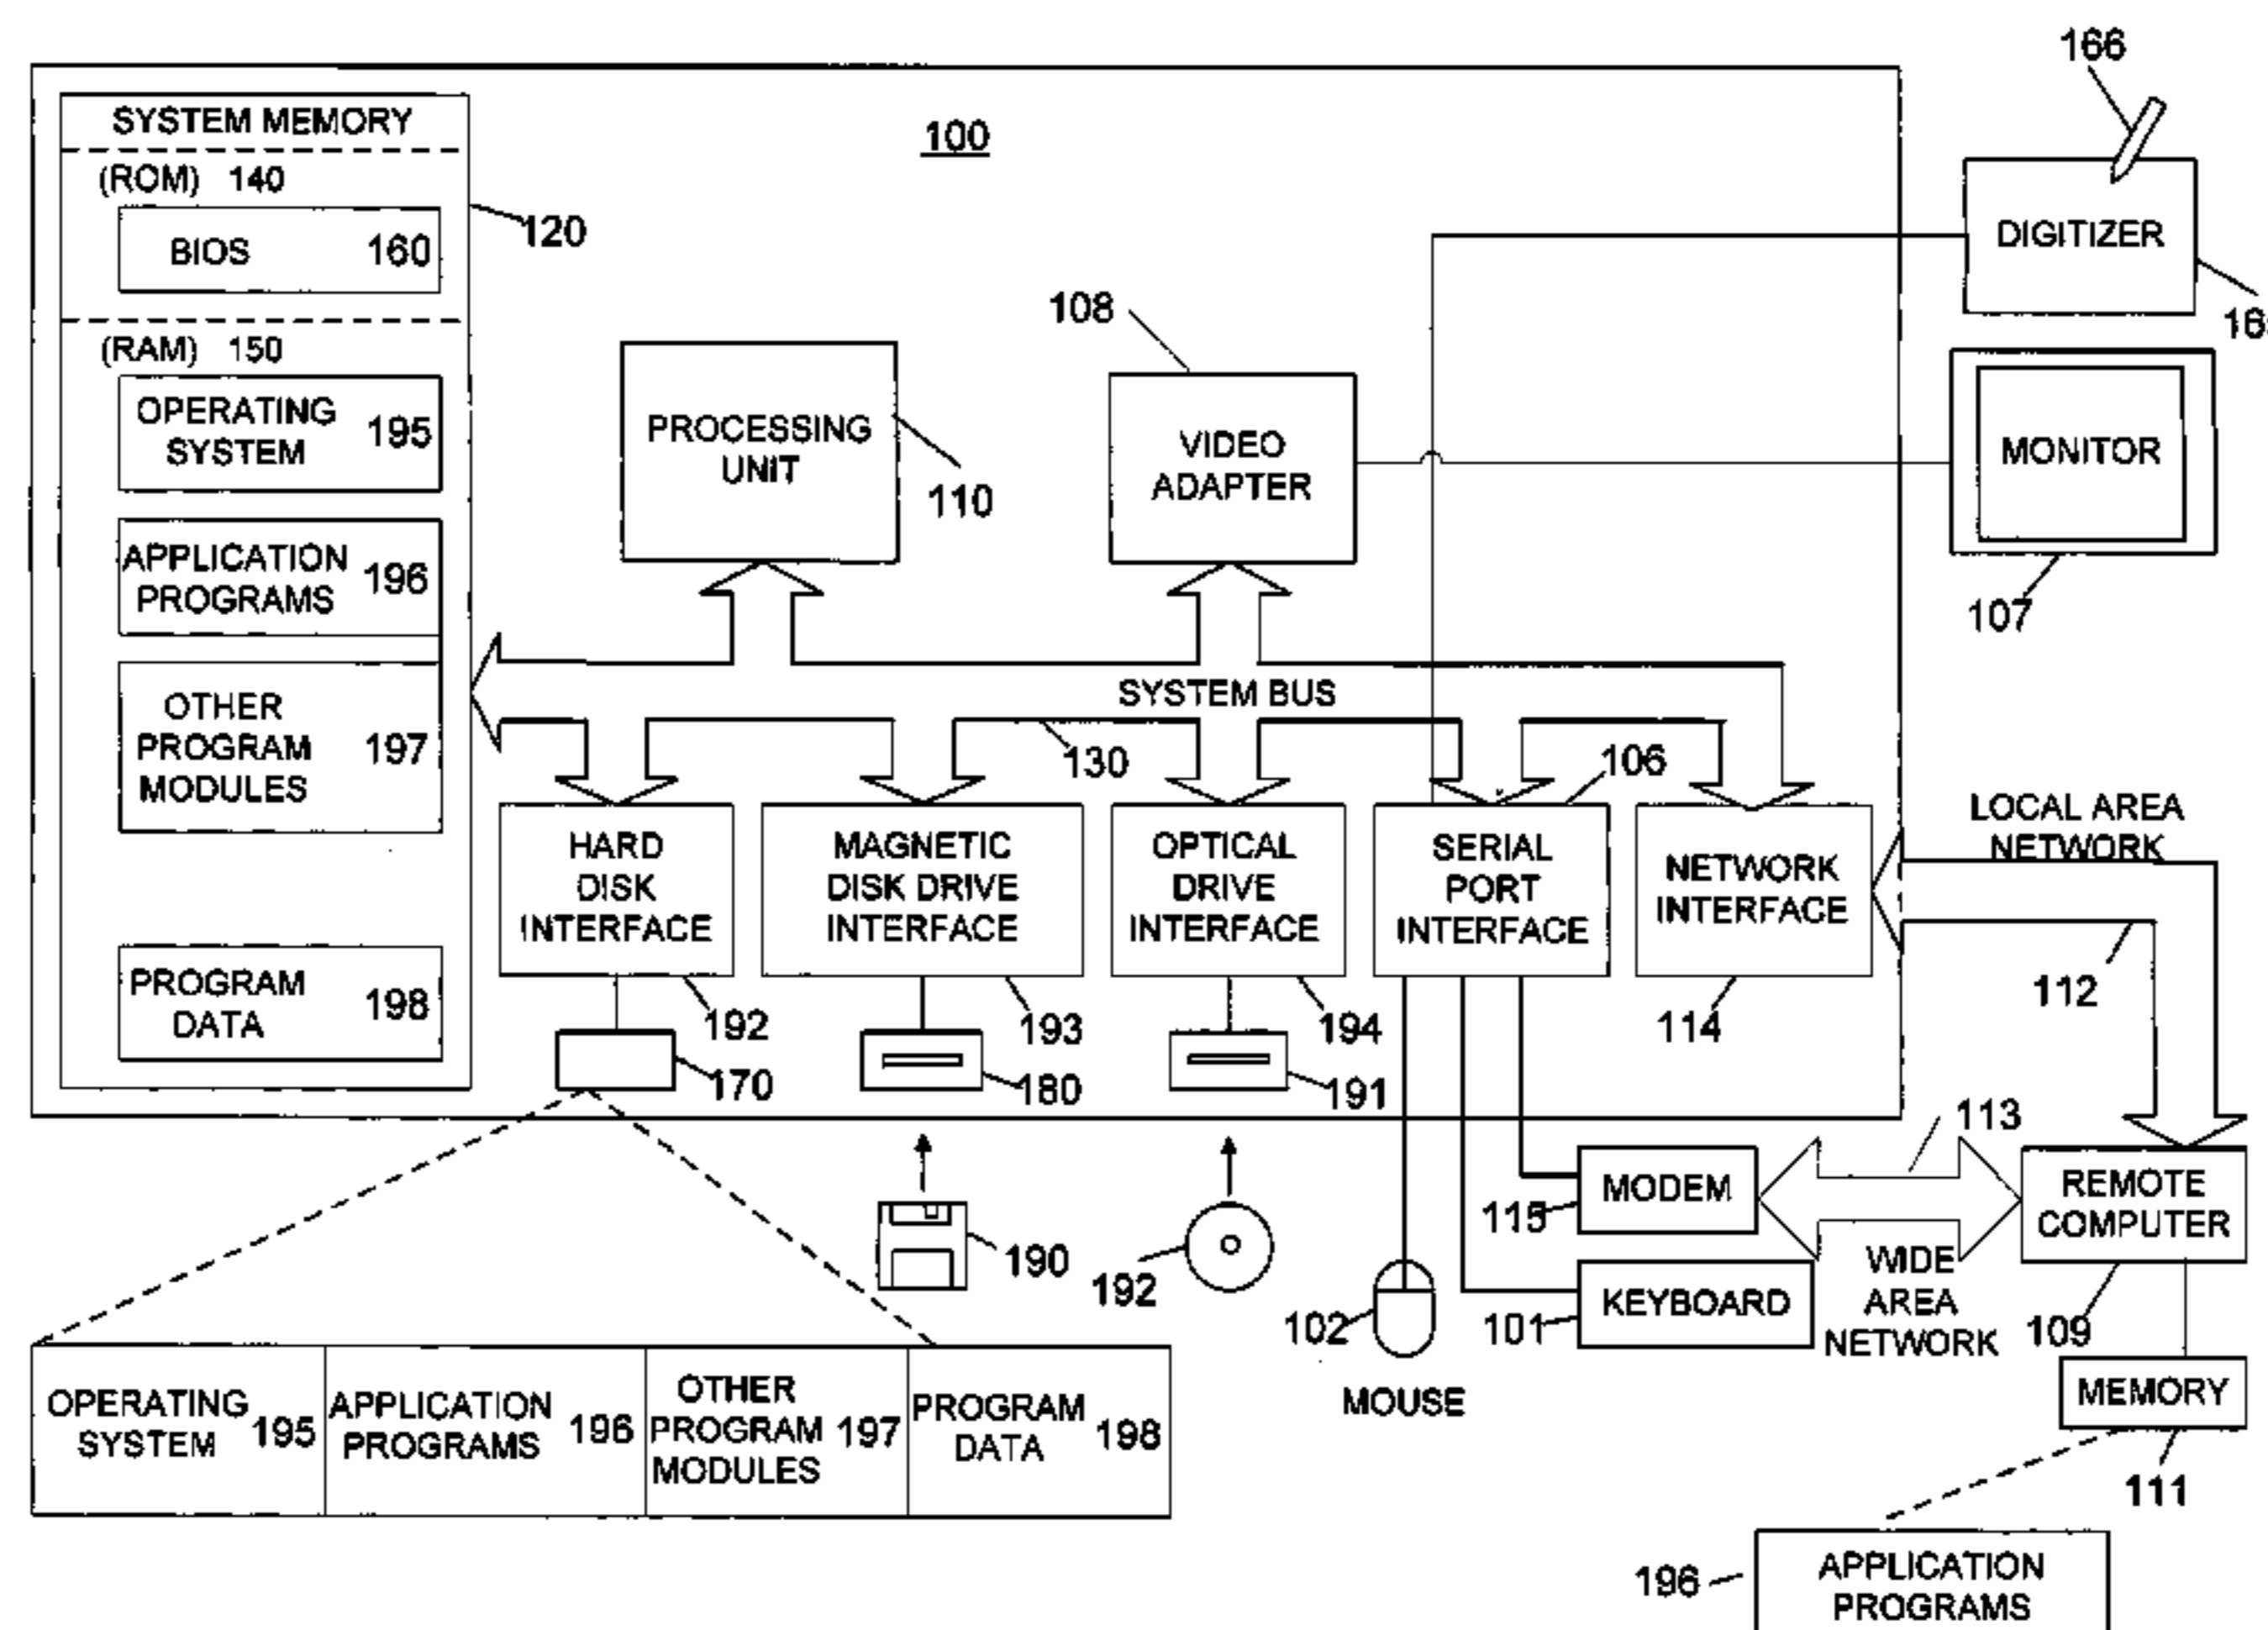 166
SYSTEM MEMORY
100
(ROM) 140
BIOS 160
120
DIGITIZER
(RAM) 150
108
OPERATING
SYSTEM
195
PROCESSING
UNIT
110
VIDEO
ADAPTER
MONITOR
107
APPLICATION
PROGRAMS
196
OTHER
PROGRAM
MODULES
197
SYSTEM BUS
130
106
LOCAL AREA
NETWORK
HARD
DISK
INTERFACE
MAGNETIC
DISK DRIVE
INTERFACE
OPTICAL
DRIVE
INTERFACE
SERIAL
PORT
INTERFACE
NETWORK
INTERFACE
PROGRAM
DATA
198
192
193
194
114
112
170
180
191
113
MODEM
115
REMOTE
COMPUTER
190
192
102
101
KEYBOARD
WIDE
AREA
NETWORK
109
MOUSE
MEMORY
111
OPERATING
SYSTEM
195
APPLICATION
PROGRAMS
196
OTHER
PROGRAM
MODULES
197
PROGRAM
DATA
198
196
APPLICATION
PROGRAMS